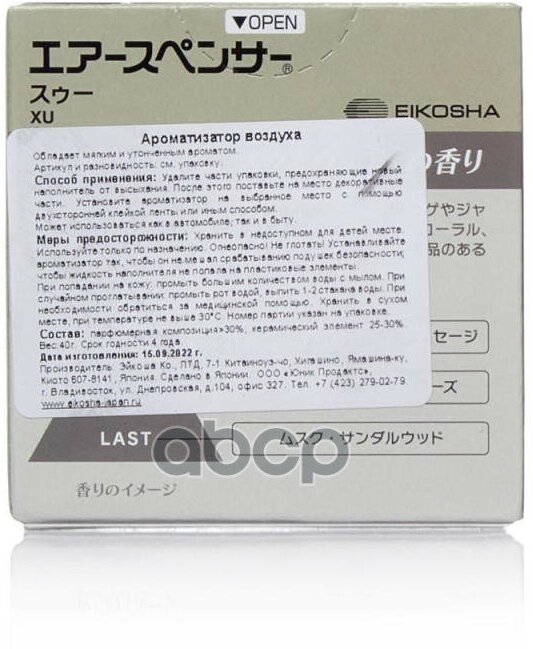 ▼OPEN
エアースペンサー®
スゥー
XU
EIKOSHA
の香り
ゲやジャ
ローラル、
品のある
Ароматизатор воздуха
Обладает мягким и утонченным ароматом.
Артикул и разновидность: см. упаковку.
Способ применения: Удалите части упаковки, предохраняющие новый
наполнитель от высыхания. После этого поставьте на место декоративные
части. Установите ароматизатор на выбранное место с помощью
двухсторонней клейкой ленты или иным способом.
Может использоваться как в автомобиле, так и в быту.
Меры предосторожности: Хранить в недоступном для детей месте.
Используйте только по назначению. Огнеопасно! Не глотать! Устанавливайте
ароматизатор так, чтобы он не мешал срабатыванию подушек безопасности,
чтобы жидкость наполнителя не попала на пластиковые элементы.
При попадании на кожу: промыть большим количеством воды с мылом. При
случайном проглатывании: промыть рот водой, выпить 1-2 стакана воды. При
необходимости обратиться за медицинской помощью. Хранить в сухом
месте, при температуре не выше 30°С. Номер партии указан на упаковке.
Состав: парфюмерная композиция>30%, керамический элемент 25-30%
Вес 40г. Срок годности 4 года.
Дата изготовления: 15.09.2022 г.
Производитель: Эйкоша Ко., ЛТД, 7-1 Китаиноуэ-чо, Хигашино, Ямашина-ку,
Киото 607-8141, Япония. Сделано в Японии. ООО «Юник Продактс»,
г. Владивосток, ул. Днепровская, д.104, офис 327. Тел. +7 (423) 279-02-79
www.eikosha-japan.ru
セージ
ーズ
LAST
ムスク・サンダルウッド
香りのイメージ
abcp